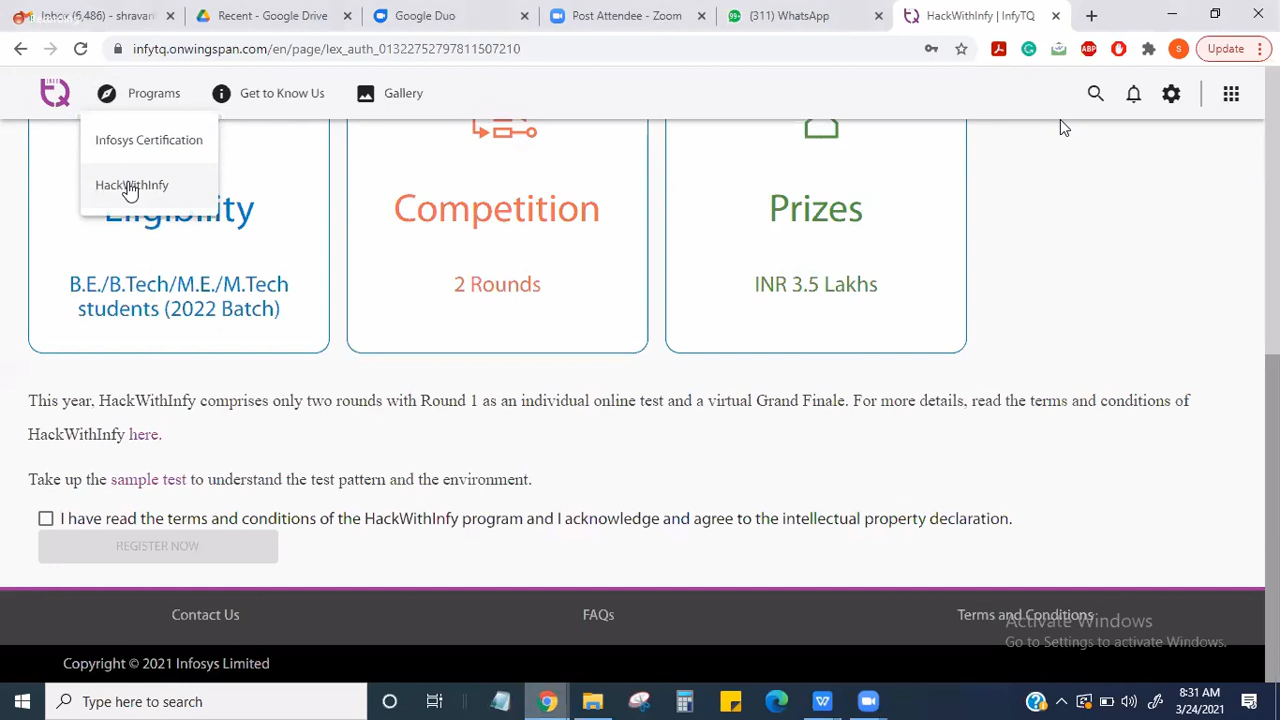 Inbox (6,486) - shravan
Recent - Google Drive
Google Duo
Post Attendee - Zoom
(311) WhatsApp
HackWithInfy | InfyTQ
infytq.onwingspan.com/en/page/lex_auth_01322752797811507210
ABP
S
Update
Programs
Get to Know Us
Gallery
Infosys Certification
HackWithInfy
Eligibility
Competition
Prizes
B.E./B.Tech/M.E./M.Tech
students (2022 Batch)
2 Rounds
INR 3.5 Lakhs
This year, HackWithInfy comprises only two rounds with Round 1 as an individual online test and a virtual Grand Finale. For more details, read the terms and conditions of
HackWithInfy here.
Take up the sample test to understand the test pattern and the environment.
I have read the terms and conditions of the HackWithInfy program and I acknowledge and agree to the intellectual property declaration.
REGISTER NOW
Contact Us
FAQs
Terms and Conditions
Activate Windows
Go to Settings to activate Windows.
Copyright © 2021 Infosys Limited
Type here to search
8:31 AM
3/24/2021